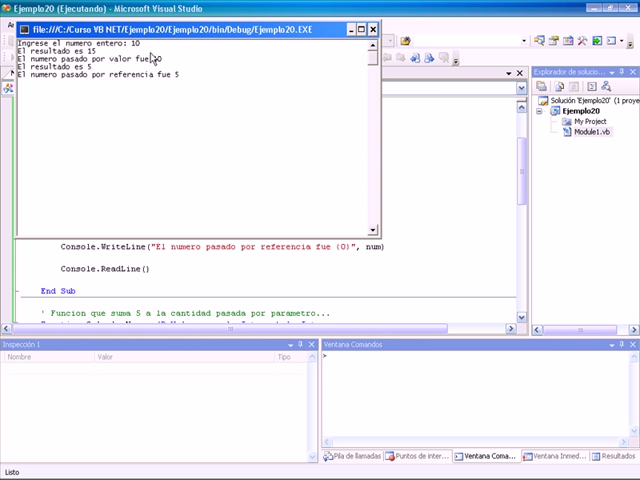 Ejemplo20 (Ejecutando) - Microsoft Visual Studio
file:///C:/Curso VB NET/Ejemplo20/Ejemplo20/bin/Debug/Ejemplo20.EXE
Ingrese el numero entero: 10
El resultado es 15
El numero pasado por valor fue 10
El resultado es 5
El numero pasado por referencia fue 5
Explorador de solucio...
Solución 'Ejemplo20' (1 proye
Ejemplo20
My Project
Module1.vb
Console.WriteLine("El numero pasado por referencia fue {0}", num)
Console.ReadLine()
End Sub
' Funcion que suma 5 a la cantidad pasada por parametro...
Inspección 1
Nombre Valor Tipo
Ventana Comandos
>
Pila de llamadas Puntos de inter... Ventana Coma... Ventana Inmed... Resultados
Listo